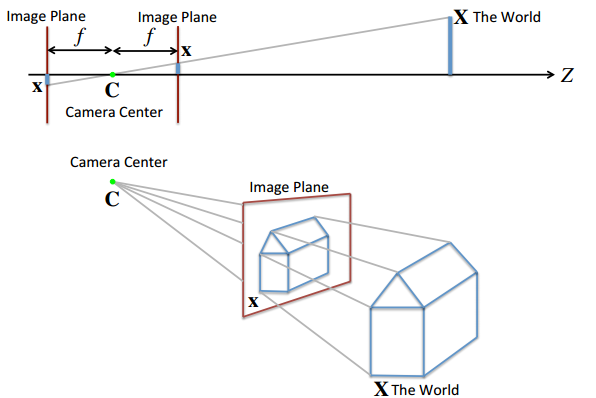 Image Plane
Image Plane
X The World
f
f
x
x
C
Z
Camera Center
Camera Center
C
Image Plane
x
X The World